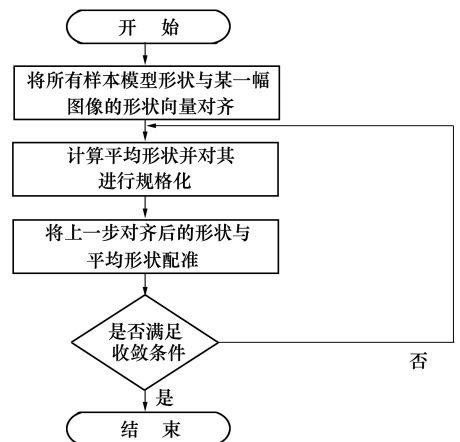 开 始
将所有样本模型形状与某一幅
图像的形状向量对齐
计算平均形状并对其
进行规格化
将上一步对齐后的形状与
平均形状配准
是否满足
收敛条件
否
是
结 束